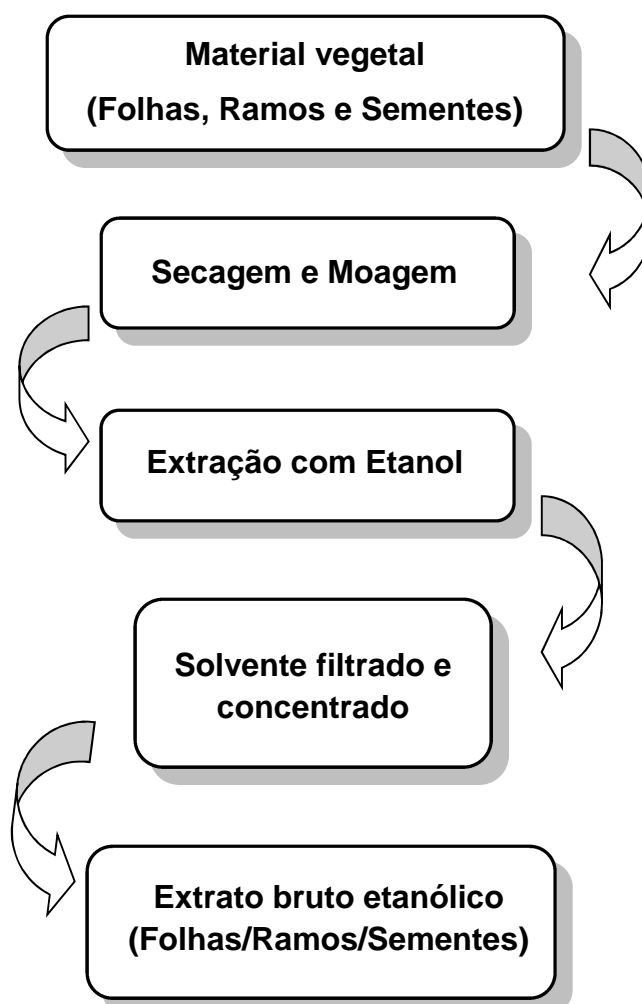 Material vegetal
(Folhas, Ramos e Sementes)
Secagem e Moagem
Extração com Etanol
Solvente filtrado e
concentrado
Extrato bruto etanólico
(Folhas/Ramos/Sementes)